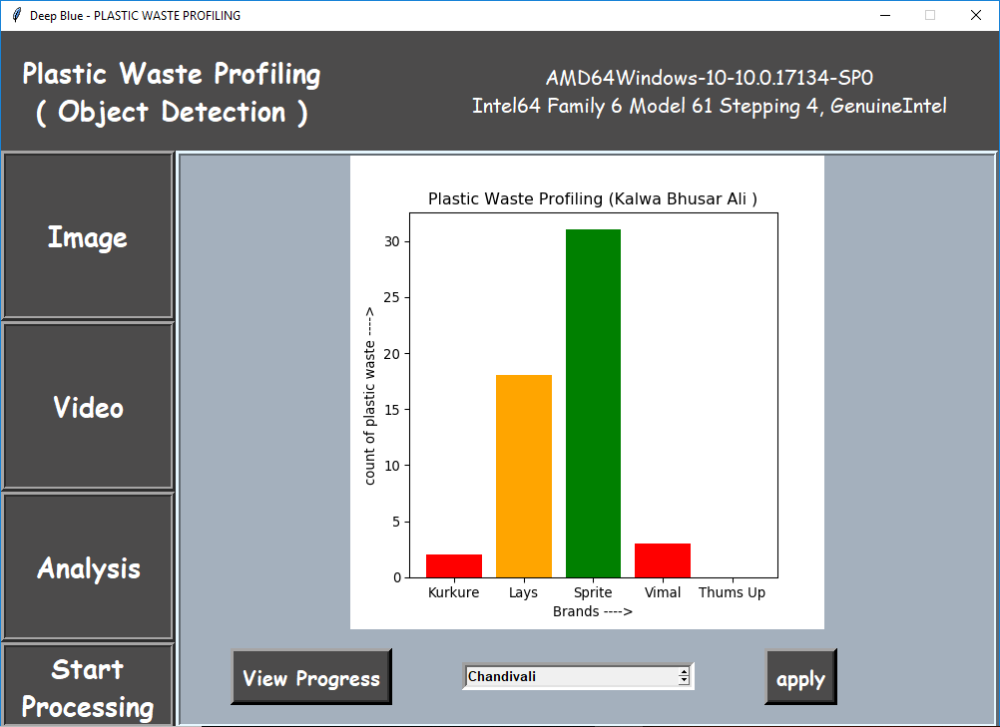 Deep Blue - PLASTIC WASTE PROFILING
Plastic Waste Profiling
( Object Detection )
AMD64Windows-10-10.0.17134-SP0
Intel64 Family 6 Model 61 Stepping 4, GenuineIntel
Image
Video
Analysis
Start
Processing
Plastic Waste Profiling (Kalwa Bhusar Ali )
count of plastic waste ---->
30
25
20
15
10
5
0
Kurkure Lays Sprite Vimal Thums Up
Brands ---->
View Progress
Chandivali
apply